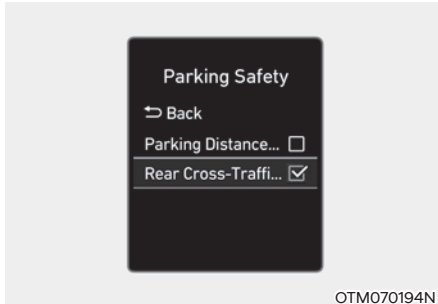 Parking Safety
Back
Parking Distance...
Rear Cross-Traffi...
OTM070194N